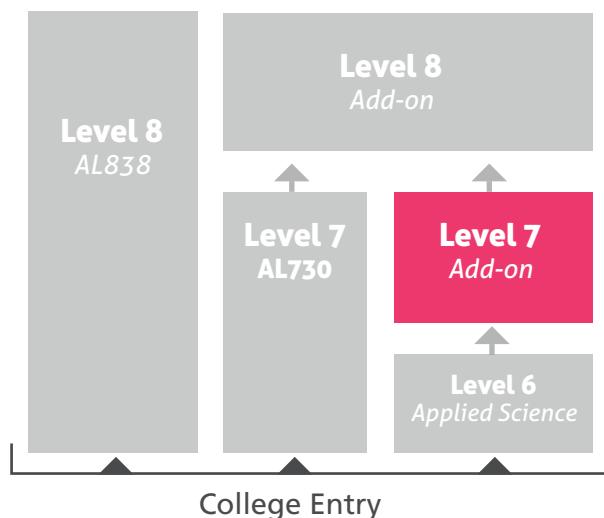 Level 8
AL838
Level 8
Add-on
Level 7
AL730
Level 7
Add-on
Level 6
Applied Science
College Entry